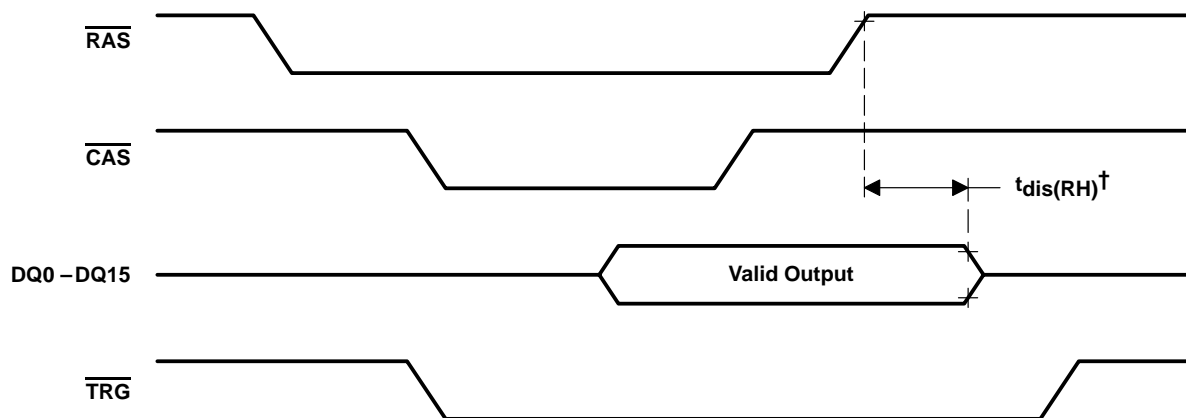 RAS
CAS
tdis(RH)†
DQ0 – DQ15
Valid Output
TRG